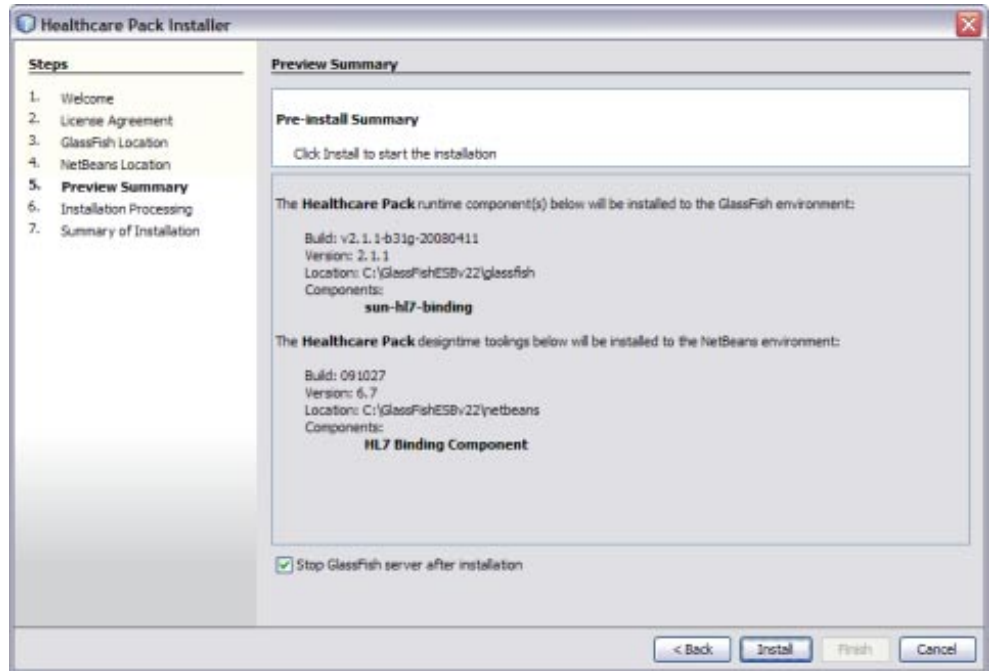 Healthcare Pack Installer
Steps
1. Welcome
2. License Agreement
3. GlassFish Location
4. NetBeans Location
5. Preview Summary
6. Installation Processing
7. Summary of Installation
Preview Summary
Pre-install Summary
Click Install to start the installation
The Healthcare Pack runtime component(s) below will be installed to the GlassFish environment:
Build: v2.1.1-b31g-20080411
Version: 2.1.1
Location: C:\GlassFishESBv22\glassfish
Components:
sun-hl7-binding
The Healthcare Pack designtime toolings below will be installed to the NetBeans environment:
Build: 091027
Version: 6.7
Location: C:\GlassFishESBv22\netbeans
Components:
HL7 Binding Component
Stop GlassFish server after installation
< Back Install Finish Cancel